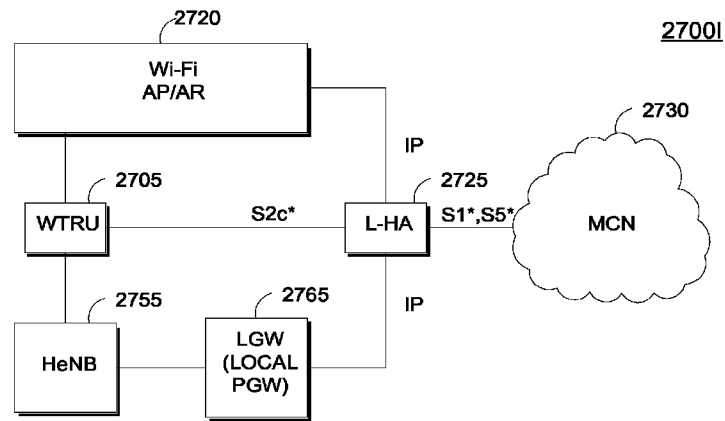 2720
2700I
Wi-Fi
AP/AR
2730
IP
2705
2725
WTRU
S2c*
L-HA
S1*,S5*
MCN
2755
2765
IP
HeNB
LGW
(LOCAL
PGW)